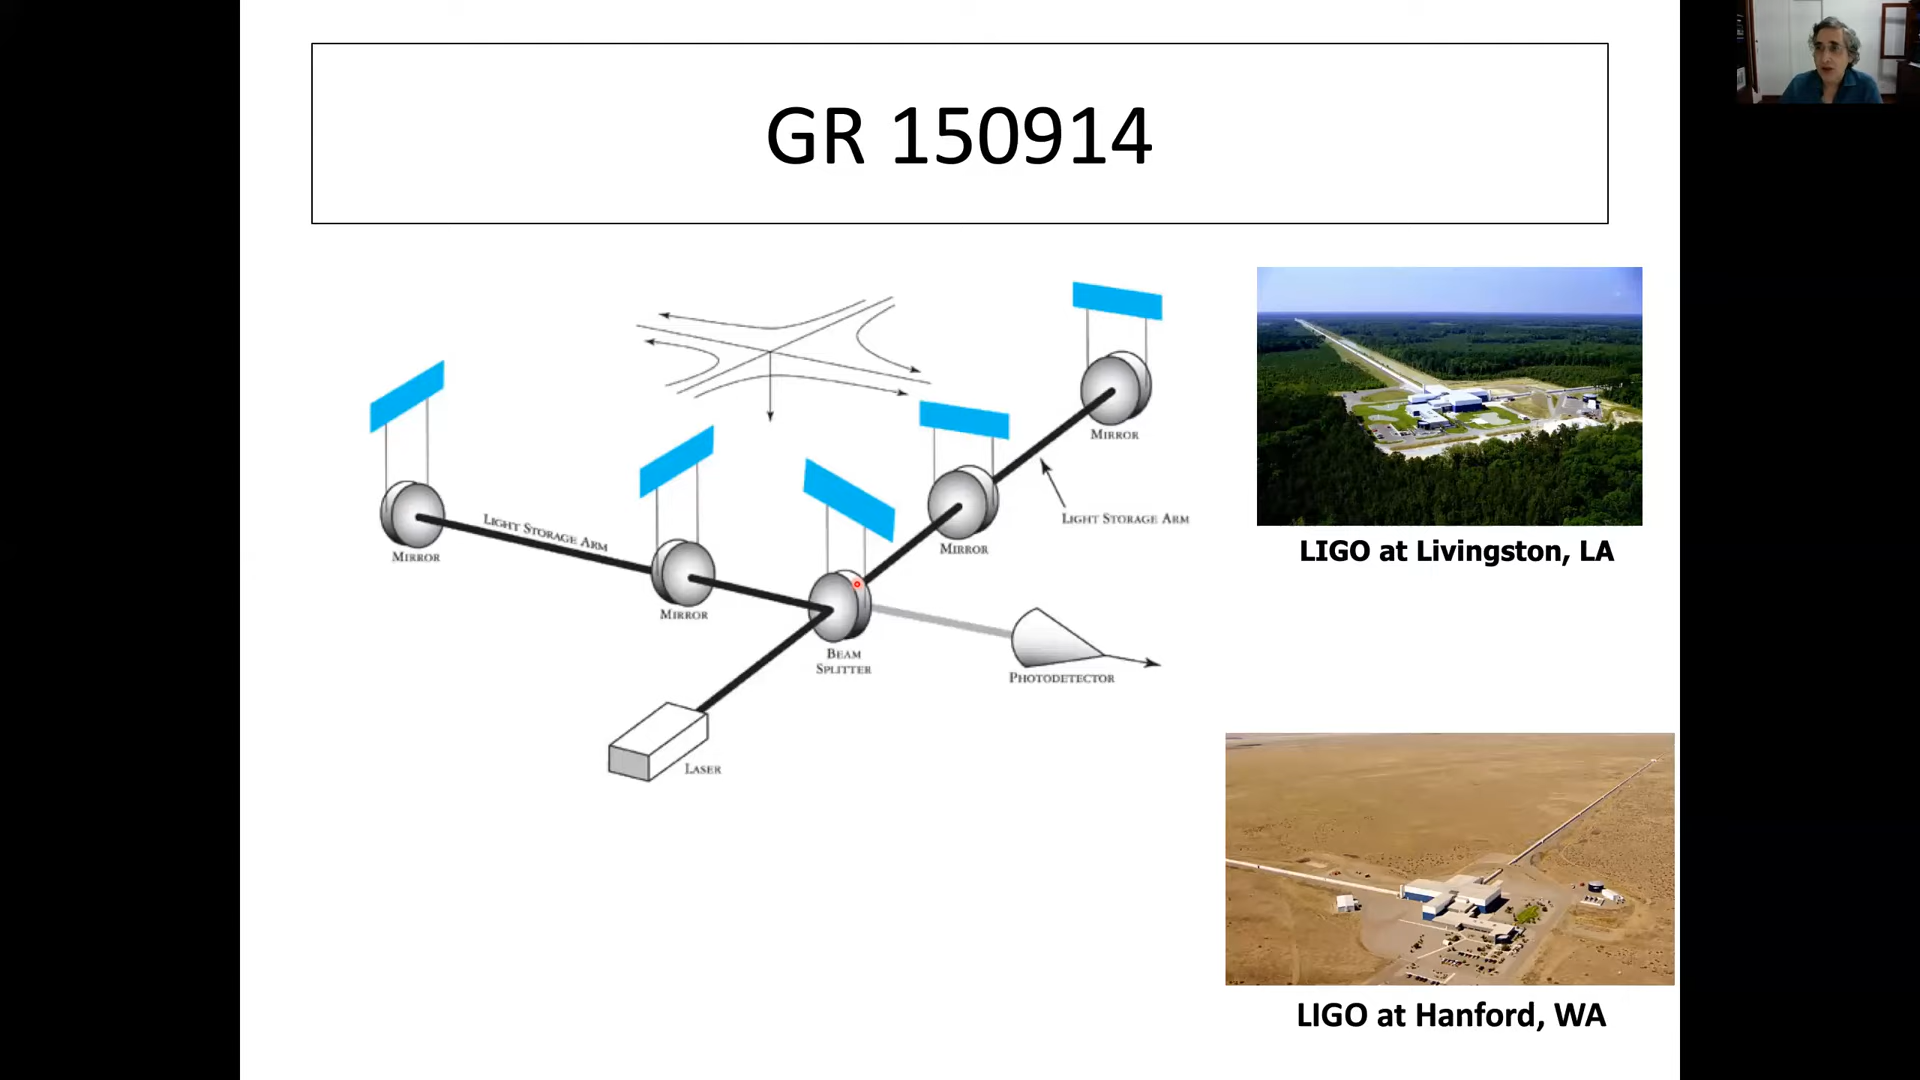 GR 150914
MIRROR
LIGHT STORAGE ARM
MIRROR
LIGHT STORAGE ARM
MIRROR
MIRROR
BEAM
SPLITTER
PHOTODETECTOR
LASER
LIGO at Livingston, LA
LIGO at Hanford, WA